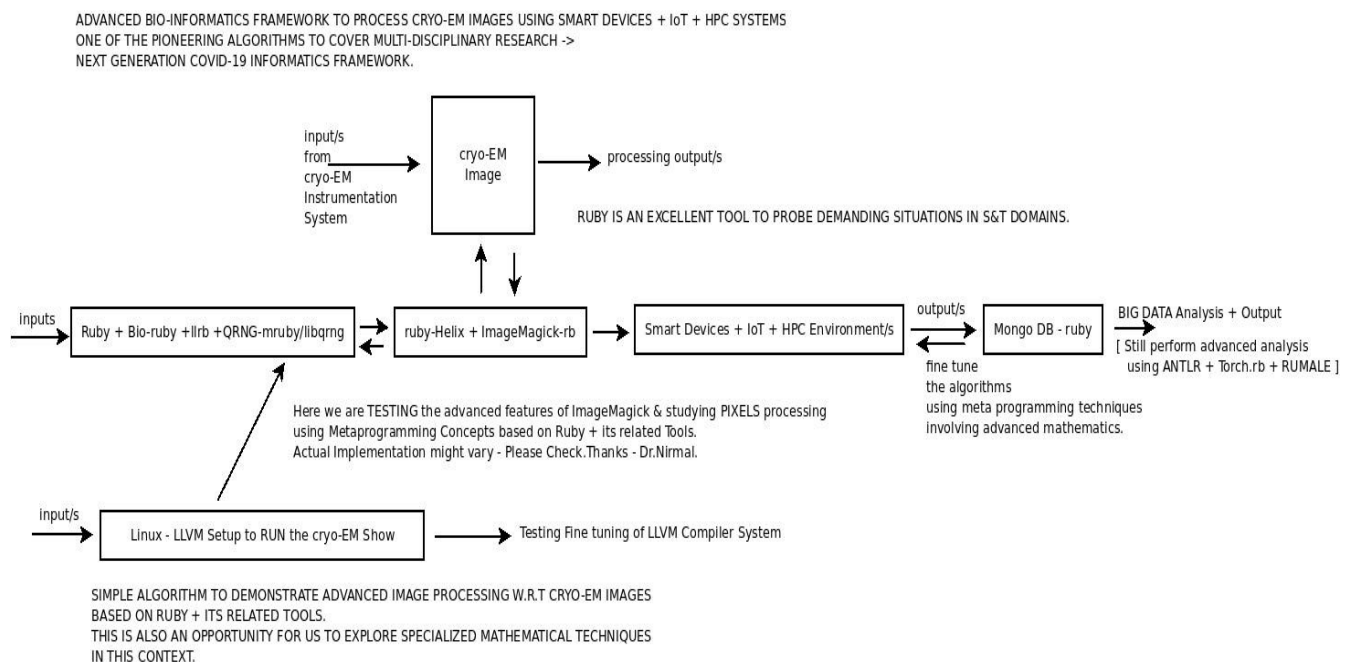 ADVANCED BIO-INFORMATICS FRAMEWORK TO PROCESS CRYO-EM IMAGES USING SMART DEVICES + IoT + HPC SYSTEMS
ONE OF THE PIONEERING ALGORITHMS TO COVER MULTI-DISCIPLINARY RESEARCH ->
NEXT GENERATION COVID-19 INFORMATICS FRAMEWORK.
input/s
from
cryo-EM
Instrumentation
System
cryo-EM
Image
processing output/s
RUBY IS AN EXCELLENT TOOL TO PROBE DEMANDING SITUATIONS IN S&T DOMAINS.
inputs
Ruby + Bio-ruby +llrb +QRNG-mruby/libqrng
ruby-Helix + ImageMagick-rb
Smart Devices + IoT + HPC Environment/s
output/s
Mongo DB - ruby
BIG DATA Analysis + Output
[ Still perform advanced analysis
using ANTLR + Torch.rb + RUMALE ]
fine tune
the algorithms
using meta programming techniques
involving advanced mathematics.
Here we are TESTING the advanced features of ImageMagick & studying PIXELS processing
using Metaprogramming Concepts based on Ruby + its related Tools.
Actual Implementation might vary - Please Check.Thanks - Dr.Nirmal.
input/s
Linux - LLVM Setup to RUN the cryo-EM Show
Testing Fine tuning of LLVM Compiler System
SIMPLE ALGORITHM TO DEMONSTRATE ADVANCED IMAGE PROCESSING W.R.T CRYO-EM IMAGES
BASED ON RUBY + ITS RELATED TOOLS.
THIS IS ALSO AN OPPORTUNITY FOR US TO EXPLORE SPECIALIZED MATHEMATICAL TECHNIQUES
IN THIS CONTEXT.